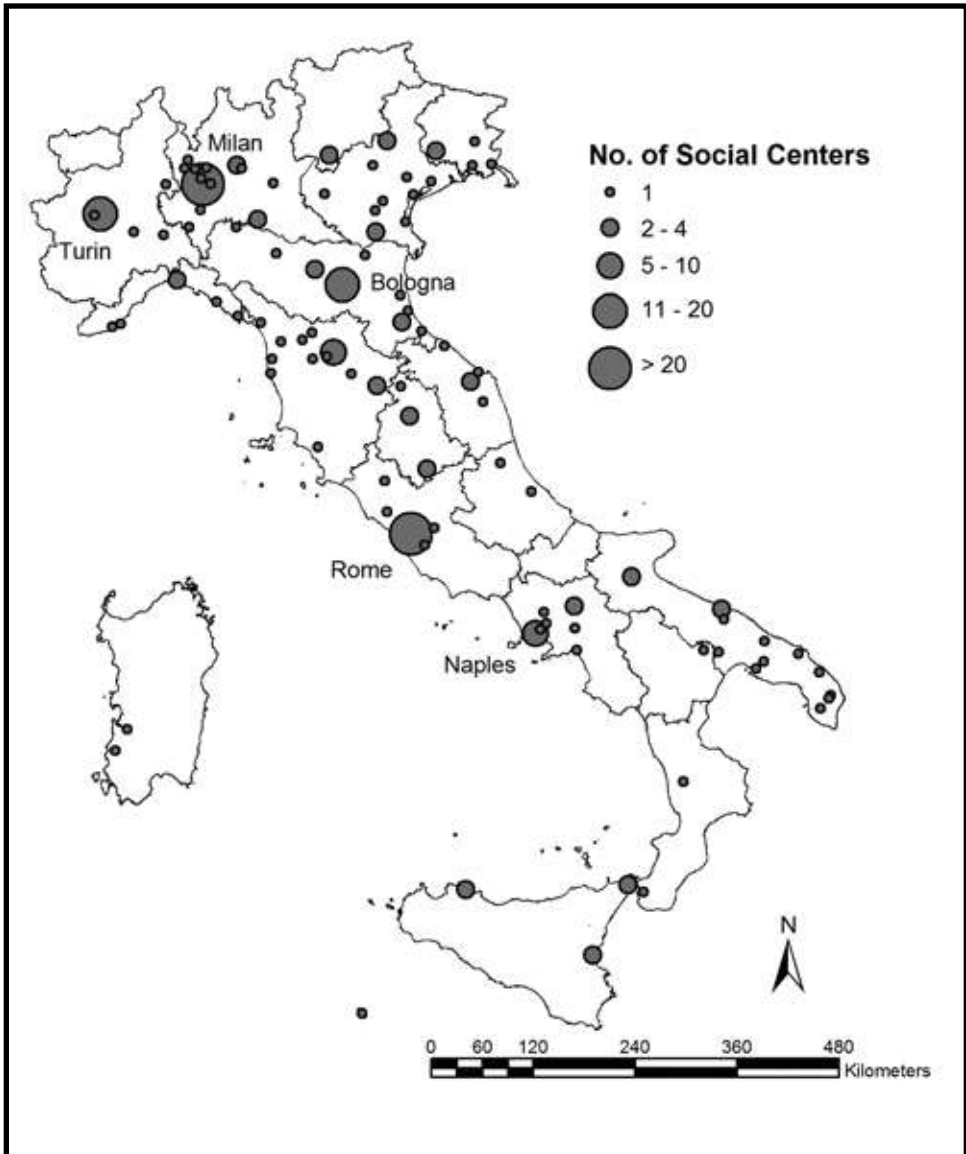 Milan
Turin
Bologna
Rome
Naples
No. of Social Centers
1
2 - 4
5 - 10
11 - 20
> 20
N
0 60 120 240 360 480
Kilometers